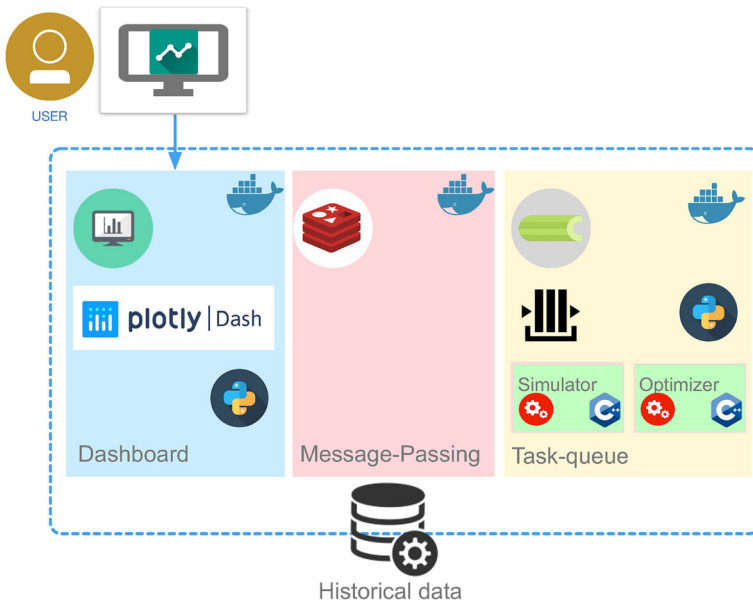 USER
plotly | Dash
Simulator
Optimizer
C++
C++
Dashboard
Message-Passing
Task-queue
Historical data